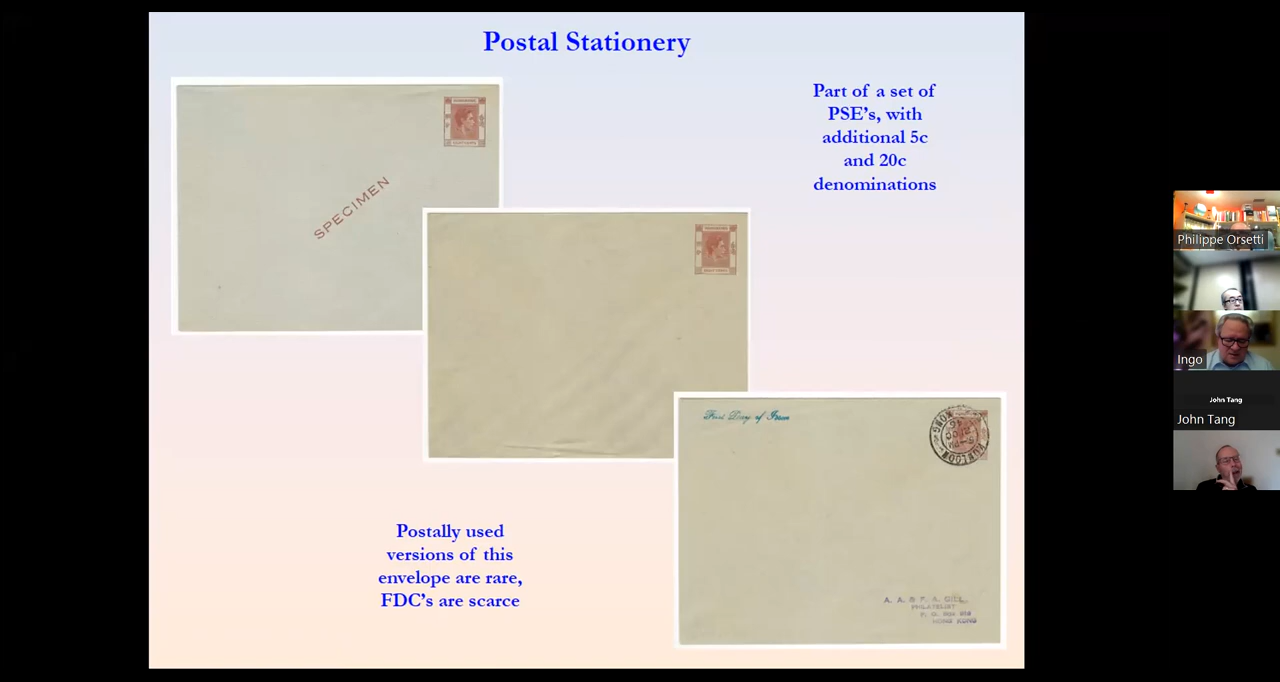 Postal Stationery
Part of a set of
PSE's, with
additional 5c
and 20c
denominations
SPECIMEN
First Day of Issue
KOWLOON
A. A. & F. A. GILL,
PHILATELIST
P. O. BOX
HONG KONG
Postally used
versions of this
envelope are rare,
FDC's are scarce
Philippe Orsetti
Ingo
John Tang
John Tang